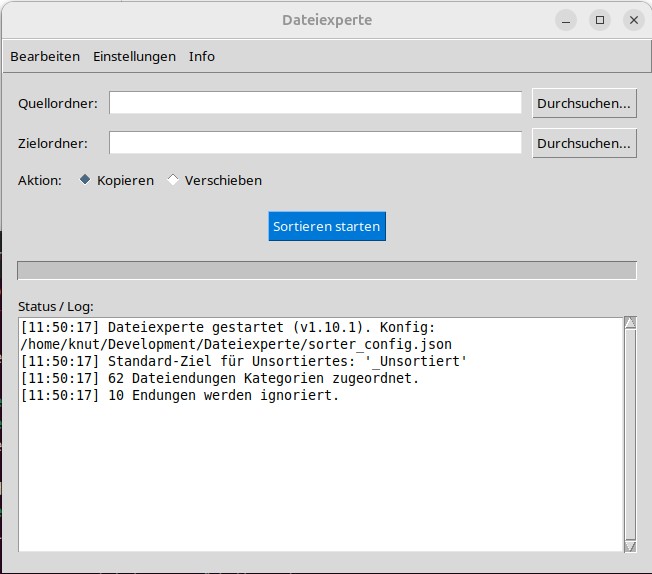 Dateiexperte
Bearbeiten Einstellungen Info
Quellordner: Durchsuchen...
Zielordner: Durchsuchen...
Aktion: Kopieren Verschieben
Sortieren starten
Status / Log:
[11:50:17] Dateiexperte gestartet (v1.10.1). Konfig:
/home/knut/Development/Dateiexperte/sorter_config.json
[11:50:17] Standard-Ziel für Unsortiertes: '_Unsortiert'
[11:50:17] 62 Dateiendungen Kategorien zugeordnet.
[11:50:17] 10 Endungen werden ignoriert.